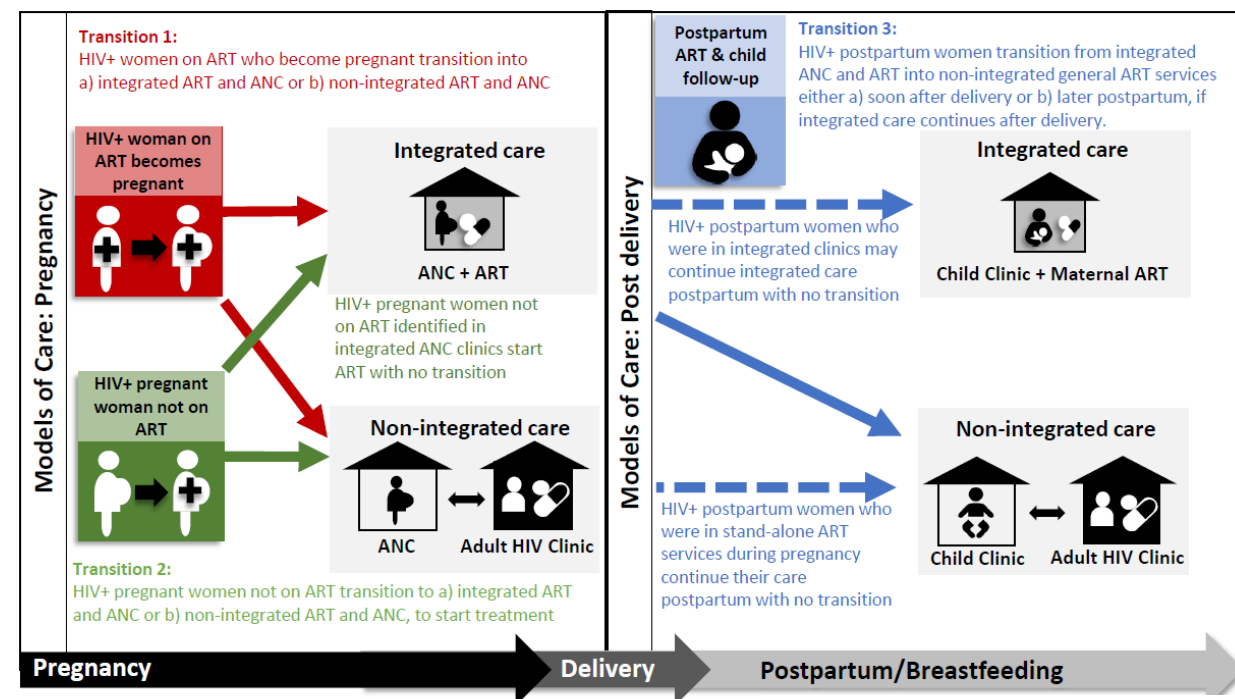 Models of Care: Pregnancy
Transition 1:
HIV+ women on ART who become pregnant transition into
a) integrated ART and ANC or b) non-integrated ART and ANC
HIV+ woman on
ART becomes
pregnant
Integrated care
ANC + ART
HIV+ pregnant women not
on ART identified in
integrated ANC clinics start
ART with no transition
HIV+ pregnant
woman not on
ART
Non-integrated care
ANC
Adult HIV Clinic
Transition 2:
HIV+ pregnant women not on ART transition to a) integrated ART
and ANC or b) non-integrated ART and ANC, to start treatment
Models of Care: Post delivery
Postpartum
ART & child
follow-up
Transition 3:
HIV+ postpartum women transition from integrated
ANC and ART into non-integrated general ART services
either a) soon after delivery or b) later postpartum, if
integrated care continues after delivery.
Integrated care
Child Clinic + Maternal ART
HIV+ postpartum women who
were in integrated clinics may
continue integrated care
postpartum with no transition
Non-integrated care
Child Clinic
Adult HIV Clinic
HIV+ postpartum women who
were in stand-alone ART
services during pregnancy
continue their care
postpartum with no transition
Pregnancy
Delivery
Postpartum/Breastfeeding